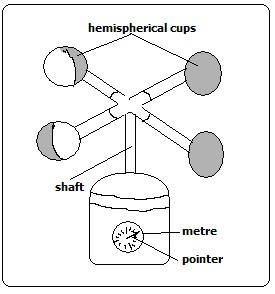 hemispherical cups
shaft
metre
pointer